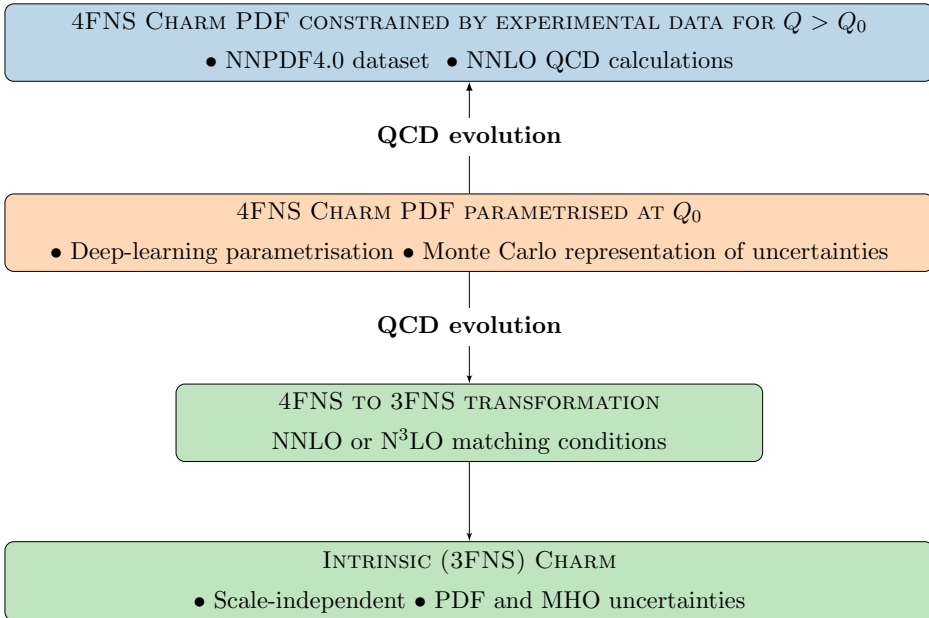 4FNS Charm PDF constrained by experimental data for Q > Q₀
• NNPDF4.0 dataset • NNLO QCD calculations
QCD evolution
4FNS Charm PDF parametrised at Q₀
• Deep-learning parametrisation • Monte Carlo representation of uncertainties
QCD evolution
4FNS to 3FNS transformation
NNLO or N³LO matching conditions
Intrinsic (3FNS) Charm
• Scale-independent • PDF and MHO uncertainties